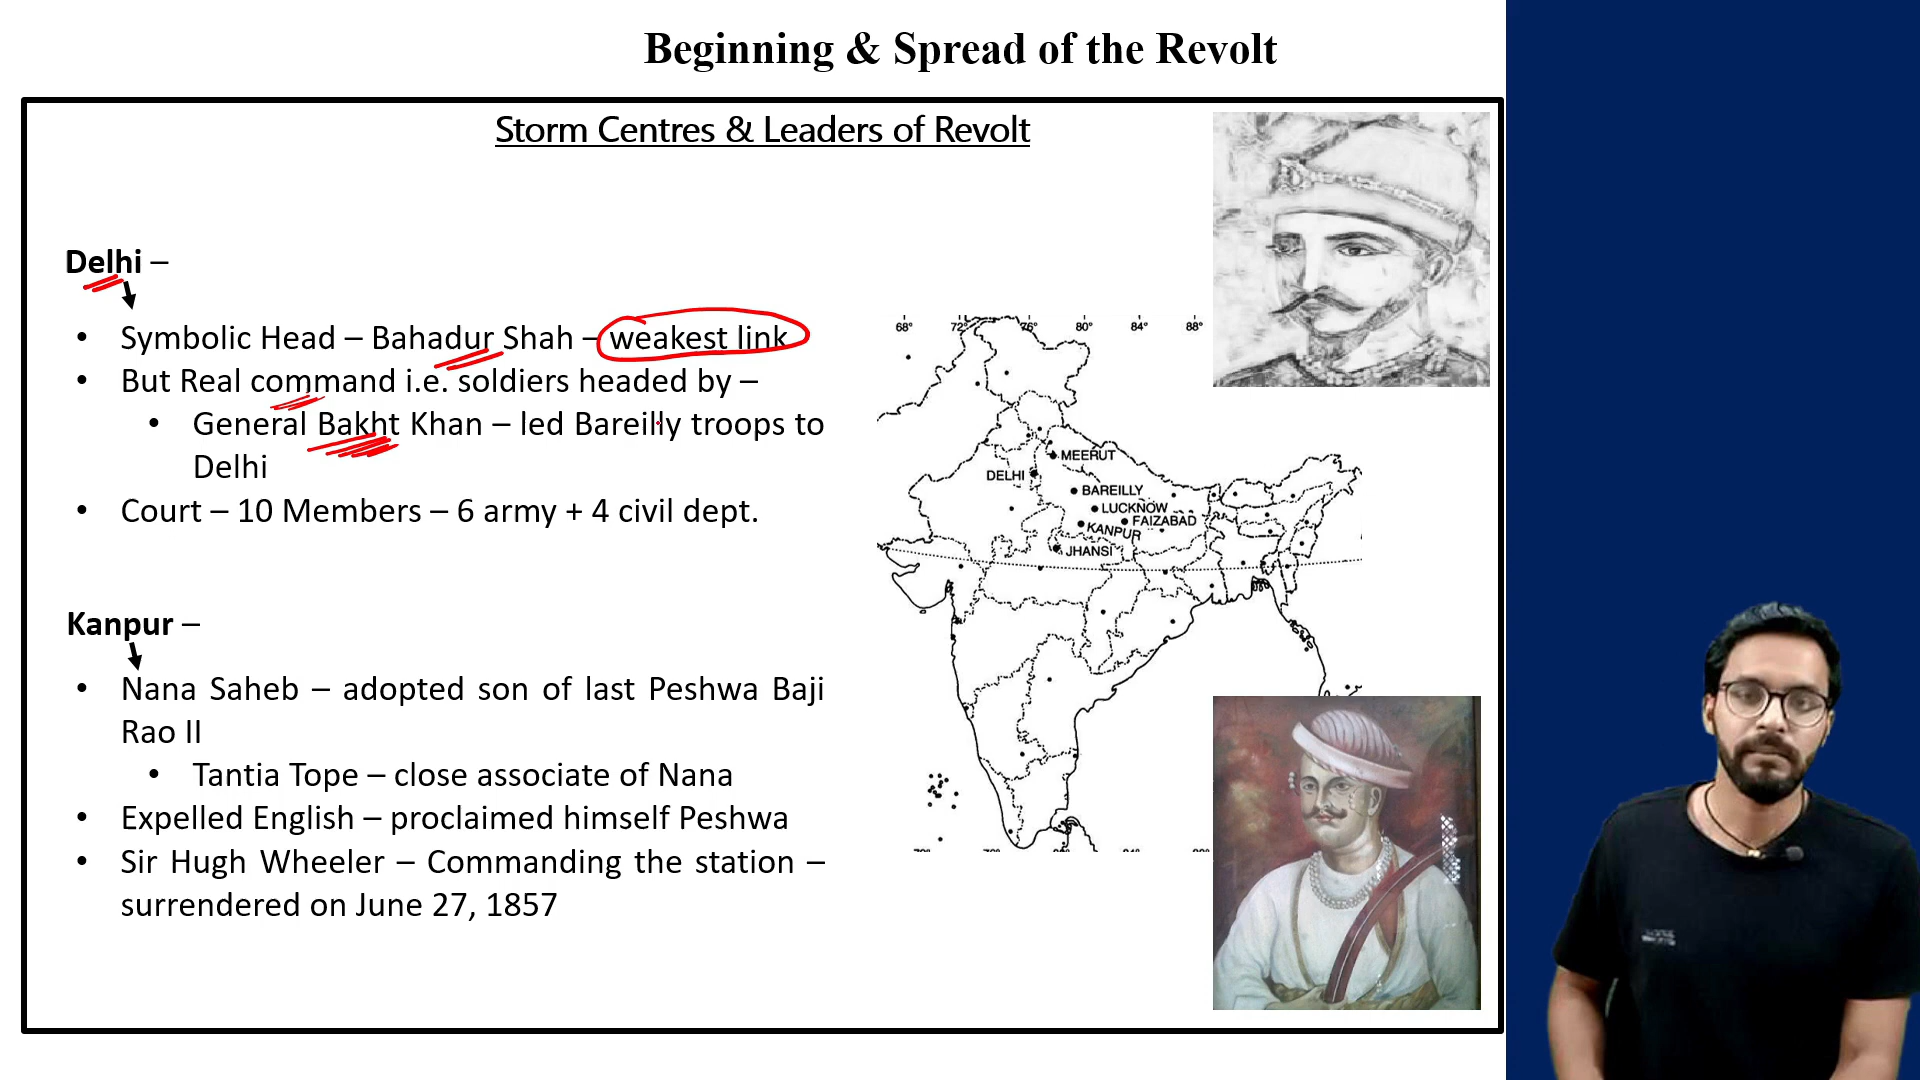 Beginning & Spread of the Revolt
Storm Centres & Leaders of Revolt
Delhi –
• Symbolic Head – Bahadur Shah – weakest link
• But Real command i.e. soldiers headed by –
• General Bakht Khan – led Bareilly troops to
Delhi
• Court – 10 Members – 6 army + 4 civil dept.
Kanpur –
• Nana Saheb – adopted son of last Peshwa Baji
Rao II
• Tantia Tope – close associate of Nana
• Expelled English – proclaimed himself Peshwa
• Sir Hugh Wheeler – Commanding the station –
surrendered on June 27, 1857
68° 72° 76° 80° 84° 88°
MEERUT
DELHI
BAREILLY
LUCKNOW
FAIZABAD
KANPUR
JHANSI